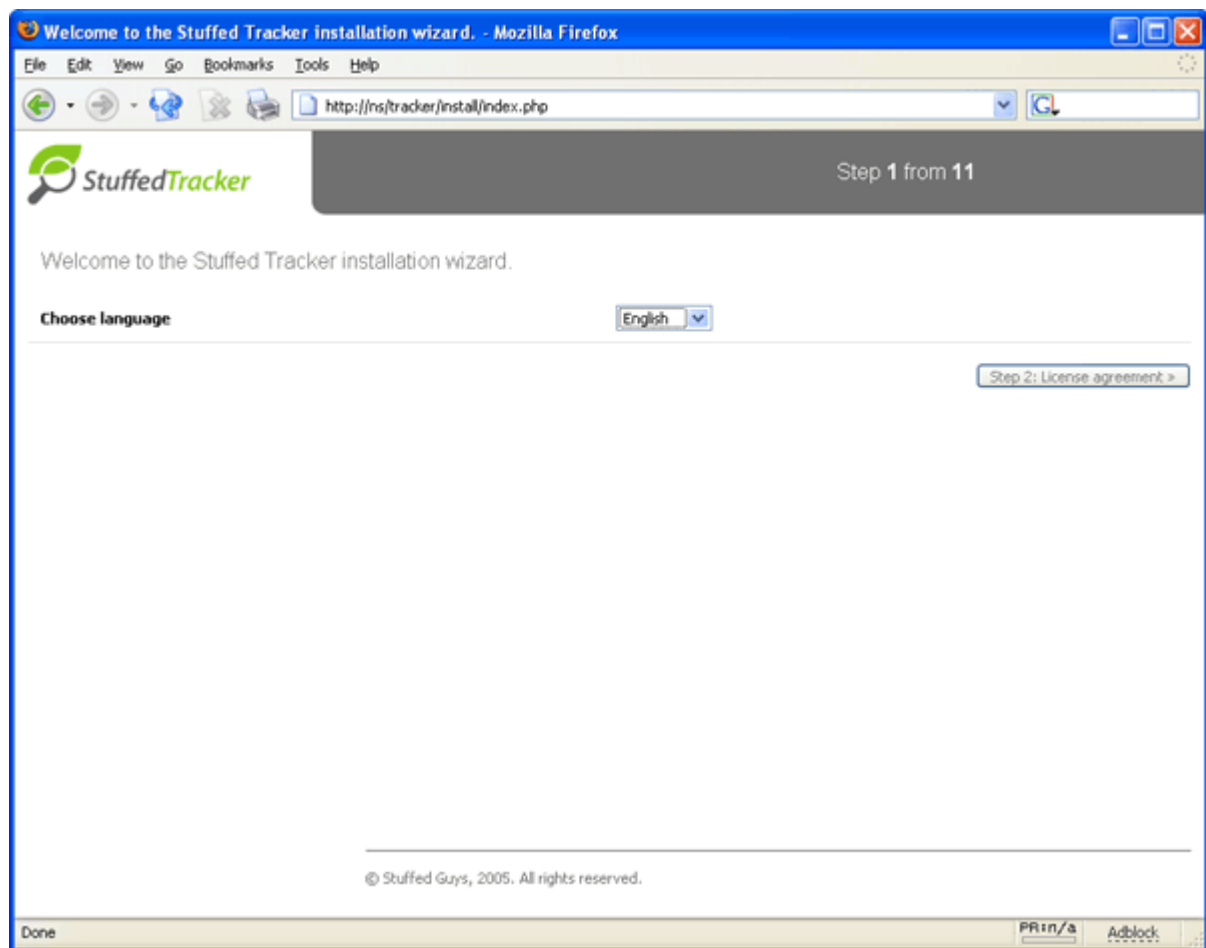 Welcome to the Stuffed Tracker installation wizard. - Mozilla Firefox
File Edit View Go Bookmarks Tools Help
http://ns/tracker/install/index.php
G
StuffedTracker
Step 1 from 11
Welcome to the Stuffed Tracker installation wizard.
Choose language
English
Step 2: License agreement »
© Stuffed Guys, 2005. All rights reserved.
Done
PR:n/a
Adblock